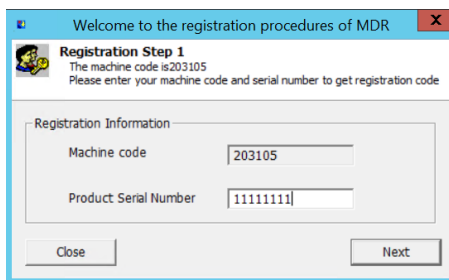 Welcome to the registration procedures of MDR
X
Registration Step 1
The machine code is203105
Please enter your machine code and serial number to get registration code
Registration Information
Machine code 203105
Product Serial Number 11111111
Close Next